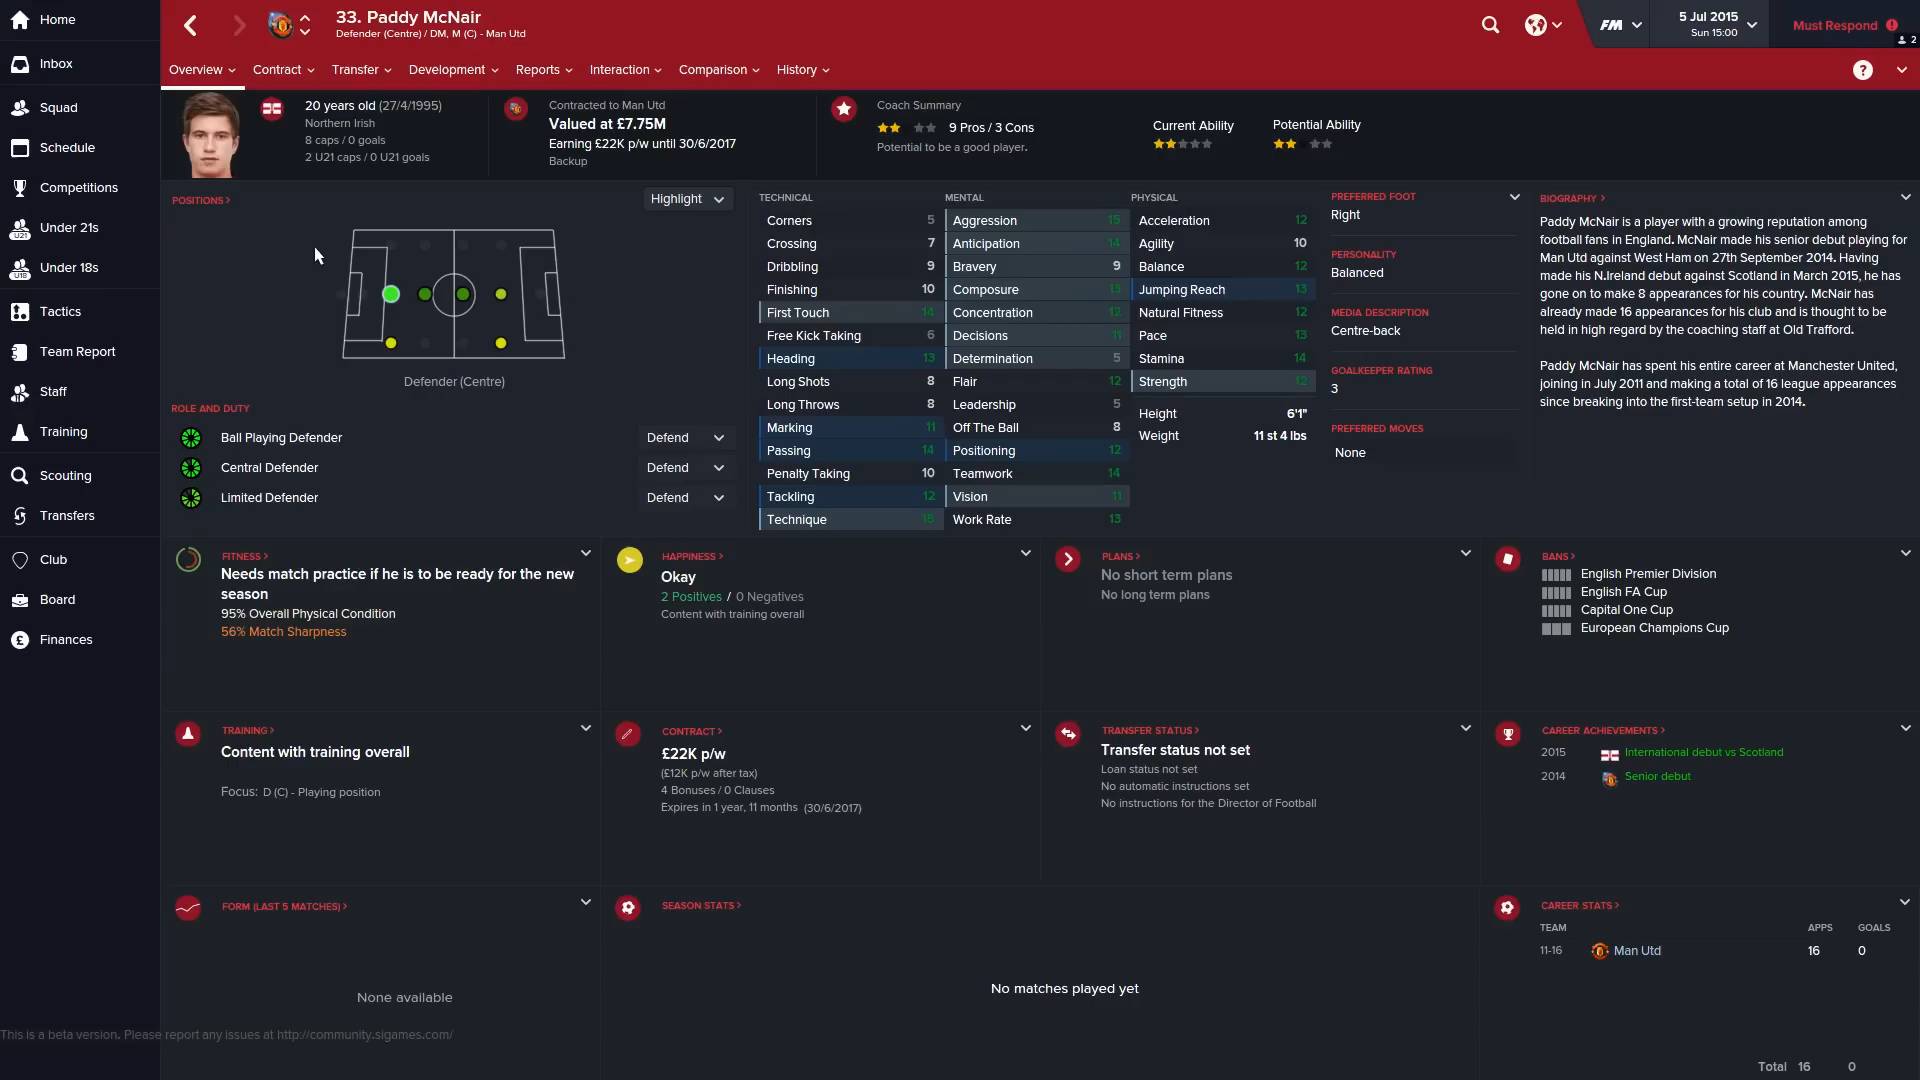 Home
Inbox
Squad
Schedule
Competitions
Under 21s
Under 18s
Tactics
Team Report
Staff
Training
Scouting
Transfers
Club
Board
Finances
33. Paddy McNair
Defender (Centre) / DM, M (C) - Man Utd
FM
5 Jul 2015
Sun 15:00
Must Respond
2
Overview
Contract
Transfer
Development
Reports
Interaction
Comparison
History
?
20 years old (27/4/1995)
Northern Irish
8 caps / 0 goals
2 U21 caps / 0 U21 goals
Contracted to Man Utd
Valued at £7.75M
Earning £22K p/w until 30/6/2017
Backup
Coach Summary
9 Pros / 3 Cons
Potential to be a good player.
Current Ability
Potential Ability
POSITIONS >
Highlight
Defender (Centre)
ROLE AND DUTY
Ball Playing Defender Defend
Central Defender Defend
Limited Defender Defend
TECHNICAL
Corners 5
Crossing 7
Dribbling 9
Finishing 10
First Touch 14
Free Kick Taking 6
Heading 13
Long Shots 8
Long Throws 8
Marking 11
Passing 14
Penalty Taking 10
Tackling 12
Technique 15
MENTAL
Aggression 15
Anticipation 14
Bravery 9
Composure
Concentration 12
Decisions 11
Determination 5
Flair 12
Leadership 5
Off The Ball 8
Positioning 12
Teamwork 14
Vision 11
Work Rate 13
PHYSICAL
Acceleration 12
Agility 10
Balance 12
Jumping Reach 13
Natural Fitness 12
Pace 13
Stamina 14
Strength 12
Height 6'1"
Weight 11 st 4 lbs
PREFERRED FOOT
Right
PERSONALITY
Balanced
MEDIA DESCRIPTION
Centre-back
GOALKEEPER RATING
3
PREFERRED MOVES
None
BIOGRAPHY >
Paddy McNair is a player with a growing reputation among
football fans in England. McNair made his senior debut playing for
Man Utd against West Ham on 27th September 2014. Having
made his N.Ireland debut against Scotland in March 2015, he has
gone on to make 8 appearances for his country. McNair has
already made 16 appearances for his club and is thought to be
held in high regard by the coaching staff at Old Trafford.
Paddy McNair has spent his entire career at Manchester United,
joining in July 2011 and making a total of 16 league appearances
since breaking into the first-team setup in 2014.
FITNESS >
Needs match practice if he is to be ready for the new
season
95% Overall Physical Condition
56% Match Sharpness
HAPPINESS >
Okay
2 Positives / 0 Negatives
Content with training overall
PLANS >
No short term plans
No long term plans
BANS >
English Premier Division
English FA Cup
Capital One Cup
European Champions Cup
TRAINING >
Content with training overall
Focus: D (C) - Playing position
CONTRACT >
£22K p/w
(£12K p/w after tax)
4 Bonuses / 0 Clauses
Expires in 1 year, 11 months (30/6/2017)
TRANSFER STATUS >
Transfer status not set
Loan status not set
No automatic instructions set
No instructions for the Director of Football
CAREER ACHIEVEMENTS >
2015 International debut vs Scotland
2014 Senior debut
FORM (LAST 5 MATCHES) >
None available
SEASON STATS >
No matches played yet
CAREER STATS >
TEAM APPS GOALS
11-16 Man Utd 16 0
Total 16 0
This is a beta version. Please report any issues at http://community.sigames.com/